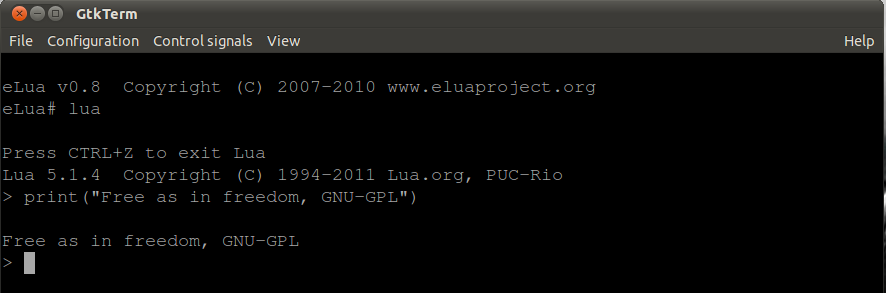 GtkTerm
File Configuration Control signals View Help
eLua v0.8  Copyright (C) 2007-2010 www.eluaproject.org
eLua# lua
Press CTRL+Z to exit Lua
Lua 5.1.4  Copyright (C) 1994-2011 Lua.org, PUC-Rio
> print("Free as in freedom, GNU-GPL")
Free as in freedom, GNU-GPL
>